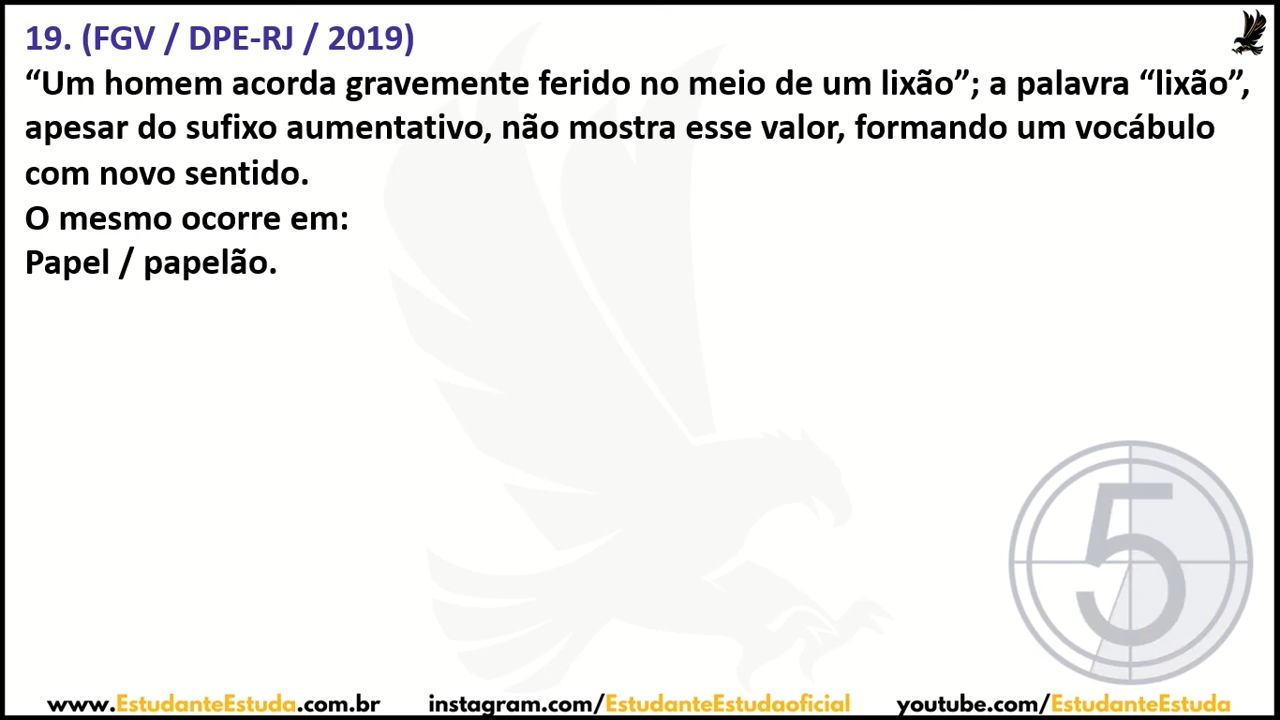 19. (FGV / DPE-RJ / 2019)
“Um homem acorda gravemente ferido no meio de um lixão”; a palavra “lixão”,
apesar do sufixo aumentativo, não mostra esse valor, formando um vocábulo
com novo sentido.
O mesmo ocorre em:
Papel / papelão.
5
www.EstudanteEstuda.com.br instagram.com/EstudanteEstudaoficial youtube.com/EstudanteEstuda